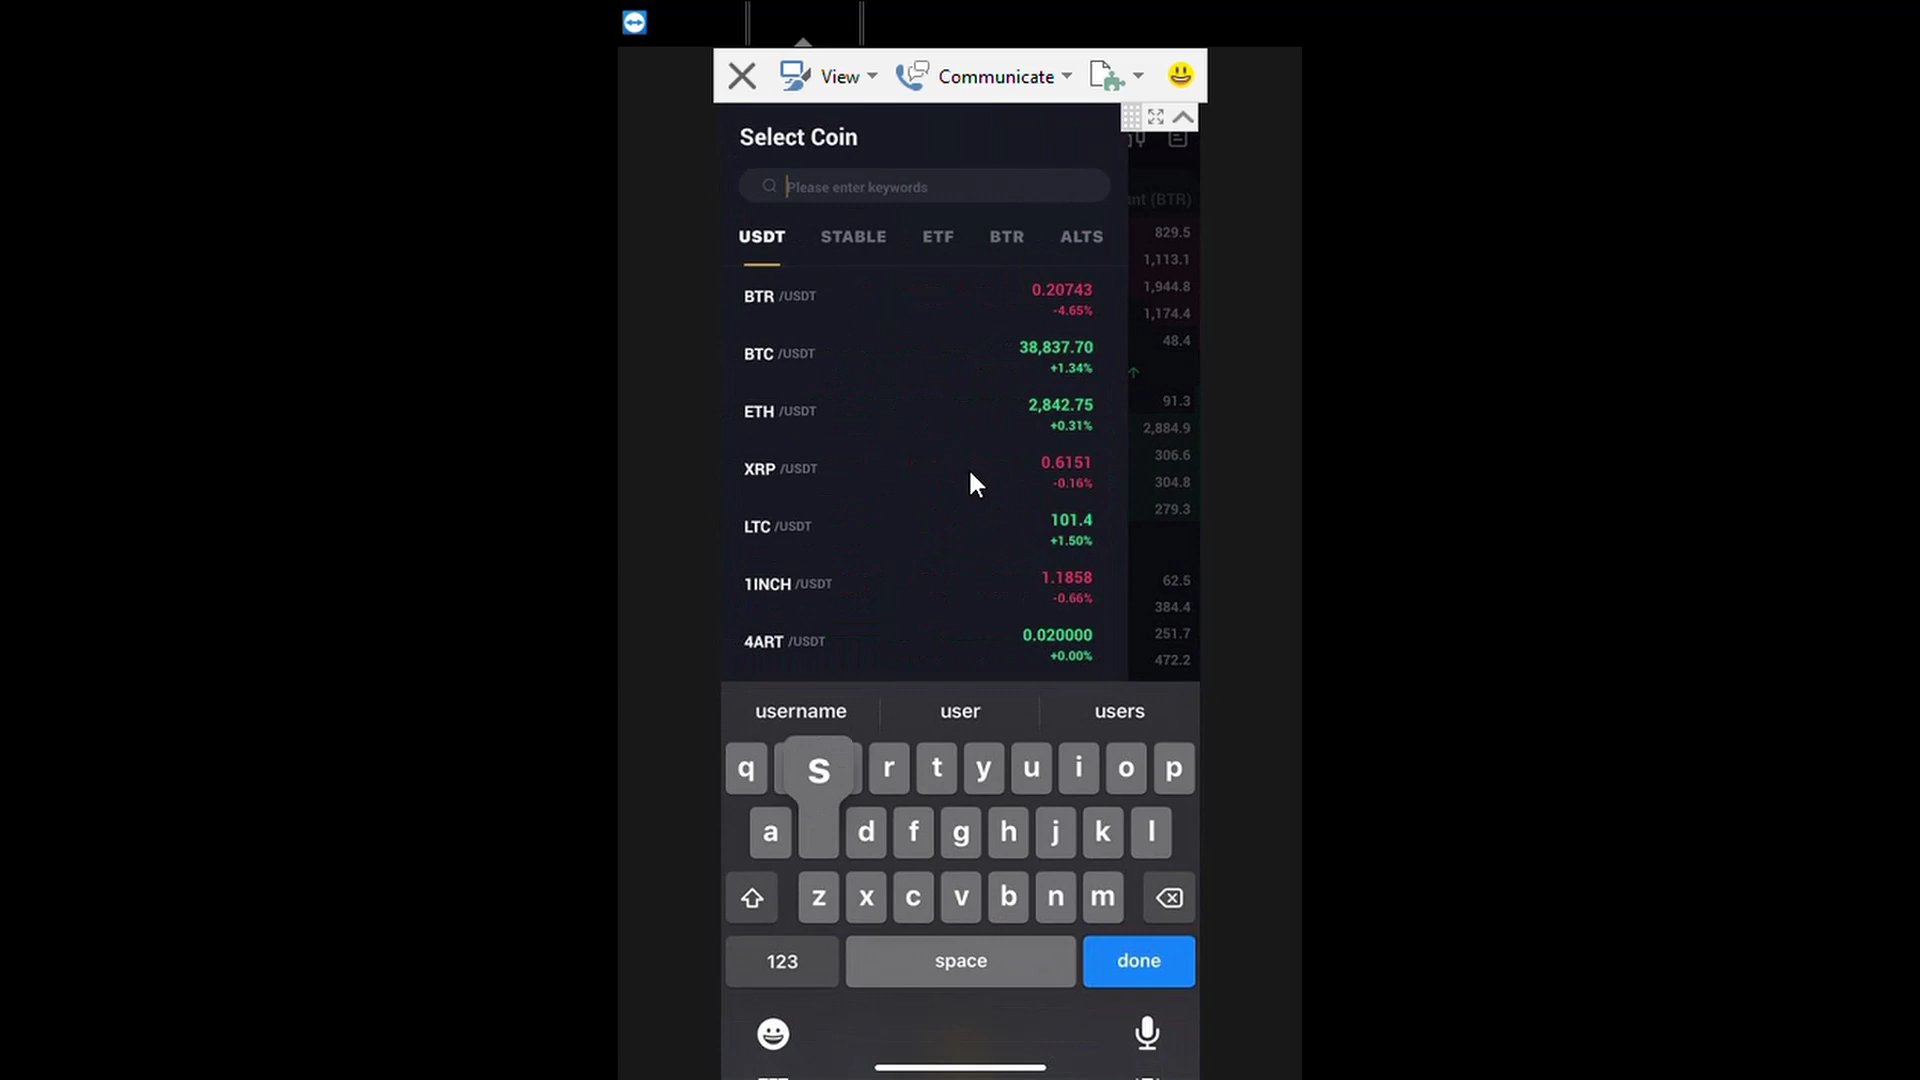 View
Communicate
Select Coin
Please enter keywords
nt (BTR)
USDT
STABLE
ETF
BTR
ALTS
829.5
1,113.1
1,944.8
1,174.4
48.4
91.3
2,884.9
306.6
304.8
279.3
62.5
384.4
251.7
472.2
BTR /USDT 0.20743
-4.65%
BTC /USDT 38,837.70
+1.34%
ETH /USDT 2,842.75
+0.31%
XRP /USDT 0.6151
-0.16%
LTC /USDT 101.4
+1.50%
1INCH /USDT 1.1858
-0.66%
4ART /USDT 0.020000
+0.00%
username user users
q s r t y u i o p
a d f g h j k l
z x c v b n m
123 space done